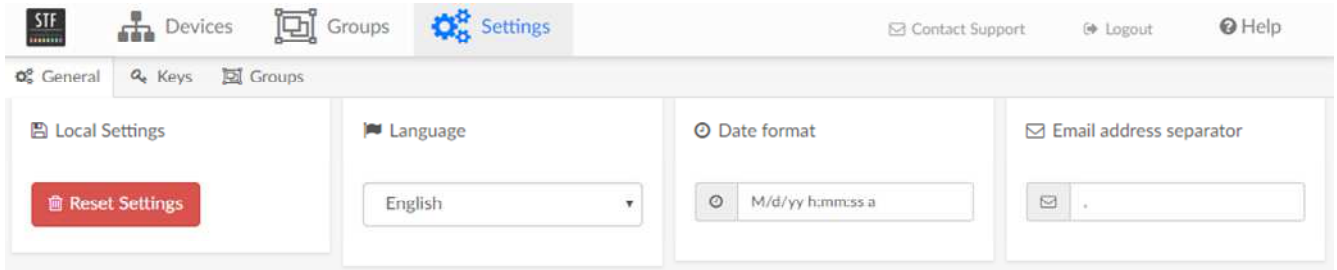 STF Devices Groups Settings Contact Support Logout Help
General Keys Groups
Local Settings Language Date format Email address separator
Reset Settings English M/d/yy h:mm:ss a ,